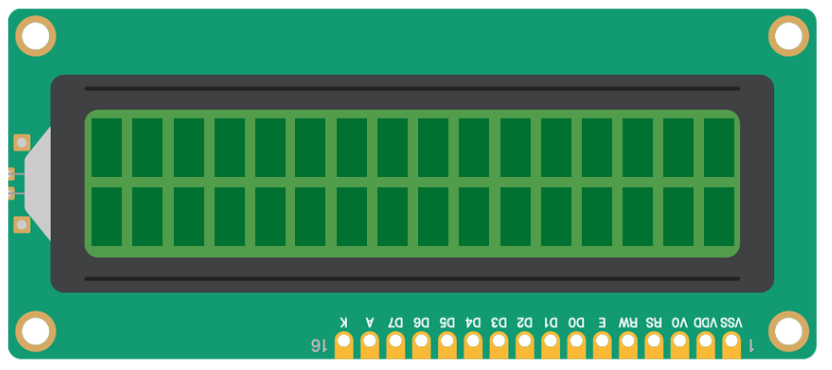 VSS VDD V0 RS RW E D0 D1 D2 D3 D4 D5 D6 D7 A K
1 16